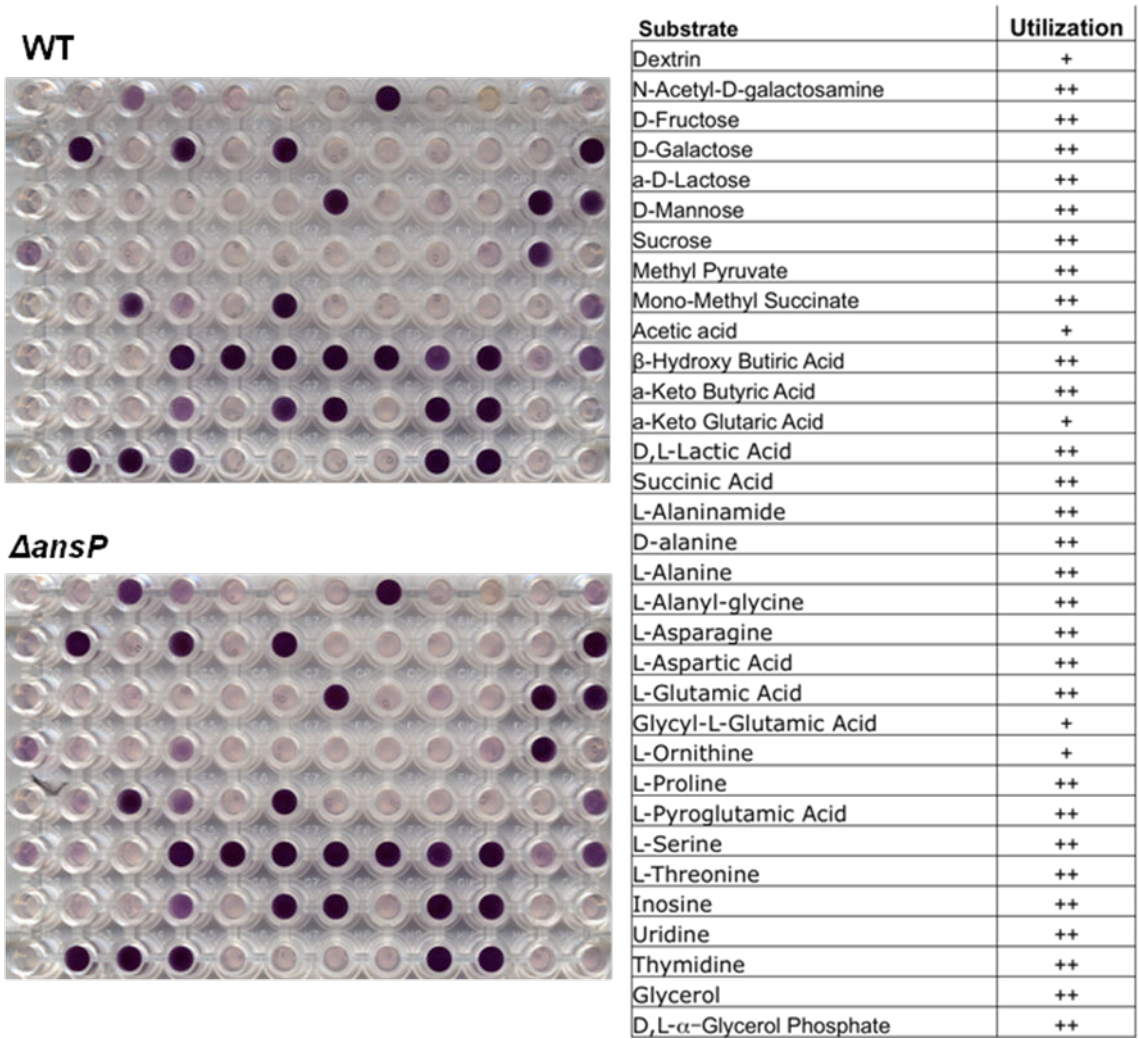 WT
ΔansP
Substrate Utilization
Dextrin +
N-Acetyl-D-galactosamine ++
D-Fructose ++
D-Galactose ++
a-D-Lactose ++
D-Mannose ++
Sucrose ++
Methyl Pyruvate ++
Mono-Methyl Succinate ++
Acetic acid +
β-Hydroxy Butiric Acid ++
a-Keto Butyric Acid ++
a-Keto Glutaric Acid +
D,L-Lactic Acid ++
Succinic Acid ++
L-Alaninamide ++
D-alanine ++
L-Alanine ++
L-Alanyl-glycine ++
L-Asparagine ++
L-Aspartic Acid ++
L-Glutamic Acid ++
Glycyl-L-Glutamic Acid +
L-Ornithine +
L-Proline ++
L-Pyroglutamic Acid ++
L-Serine ++
L-Threonine ++
Inosine ++
Uridine ++
Thymidine ++
Glycerol ++
D,L-α-Glycerol Phosphate ++